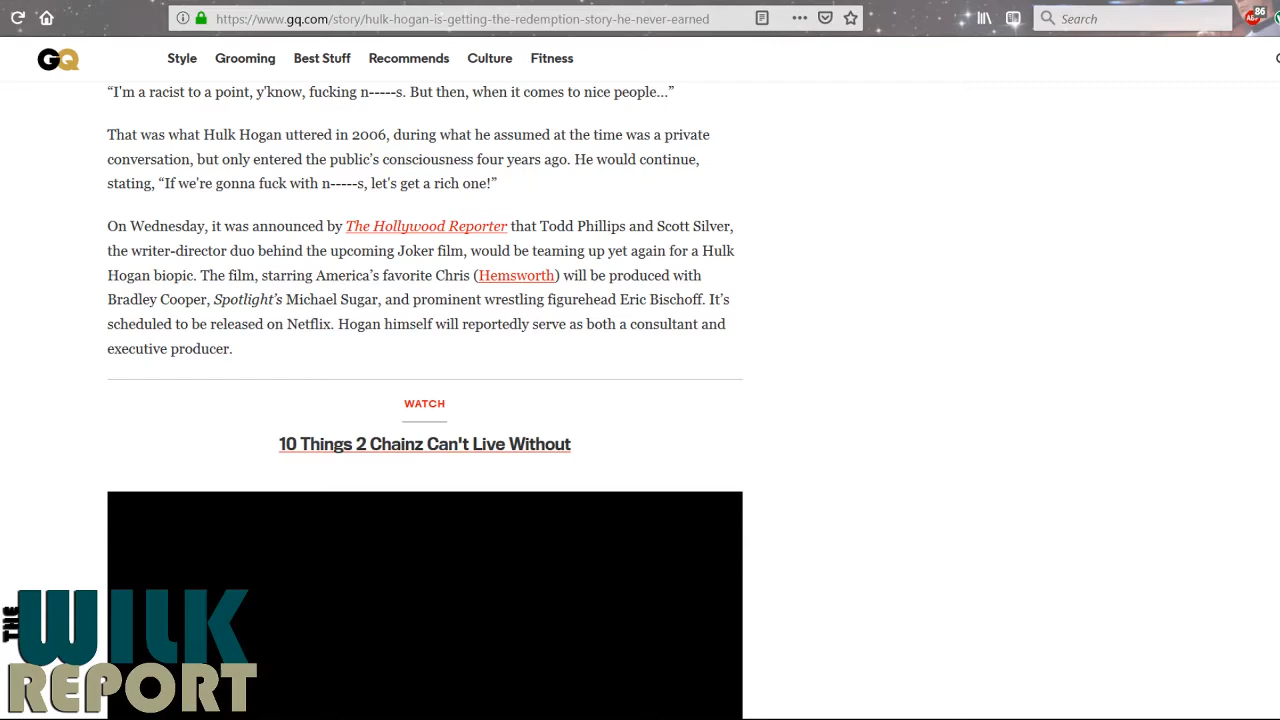 https://www.gq.com/story/hulk-hogan-is-getting-the-redemption-story-he-never-earned
Search
86
ABP
GQ
Style Grooming Best Stuff Recommends Culture Fitness
“I'm a racist to a point, y'know, fucking n-----s. But then, when it comes to nice people...”
That was what Hulk Hogan uttered in 2006, during what he assumed at the time was a private
conversation, but only entered the public’s consciousness four years ago. He would continue,
stating, “If we're gonna fuck with n-----s, let's get a rich one!”
On Wednesday, it was announced by The Hollywood Reporter that Todd Phillips and Scott Silver,
the writer-director duo behind the upcoming Joker film, would be teaming up yet again for a Hulk
Hogan biopic. The film, starring America’s favorite Chris (Hemsworth) will be produced with
Bradley Cooper, Spotlight’s Michael Sugar, and prominent wrestling figurehead Eric Bischoff. It’s
scheduled to be released on Netflix. Hogan himself will reportedly serve as both a consultant and
executive producer.
WATCH
10 Things 2 Chainz Can't Live Without
THE
WILK
REPORT